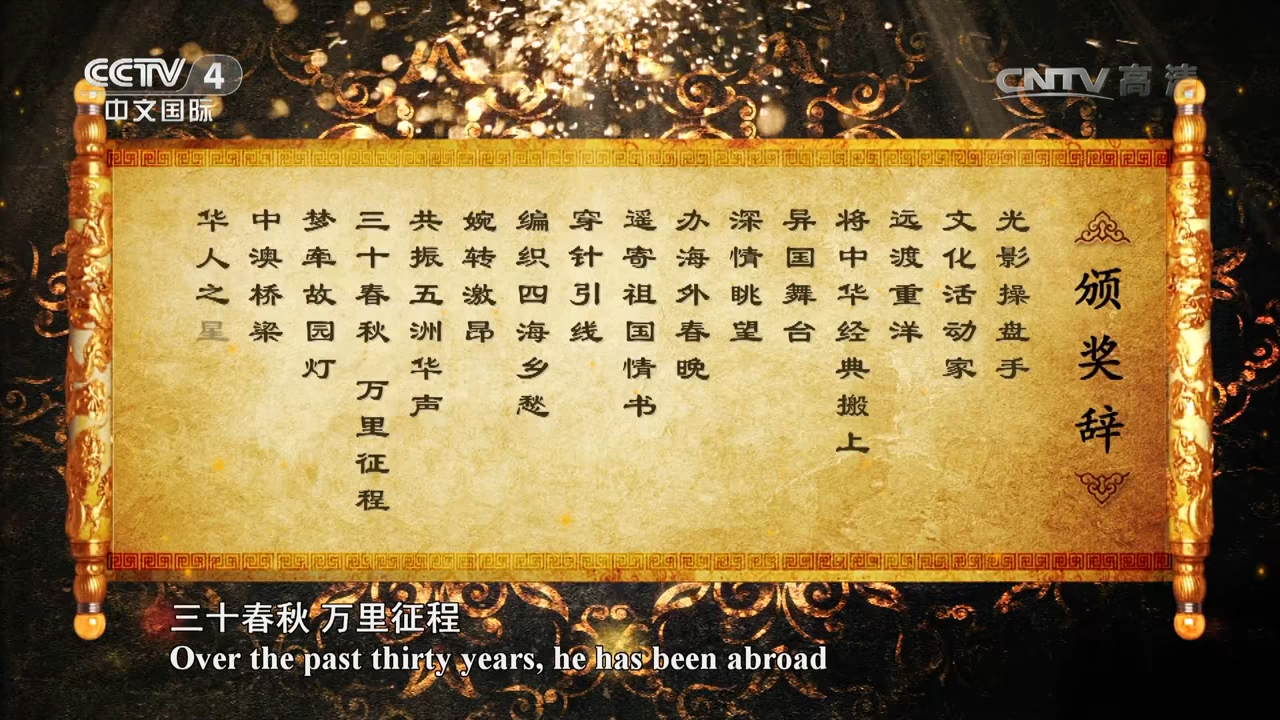 CCTV 4
中文国际
CNTV 高清
颁奖辞
光影操盘手
文化活动家
远渡重洋
将中华经典搬上
异国舞台
深情眺望
办海外春晚
遥寄祖国情书
穿针引线
编织四海乡愁
婉转激昂
共振五洲华声
三十春秋 万里征程
梦牵故园灯
中澳桥梁
华人之星
三十春秋 万里征程
Over the past thirty years, he has been abroad